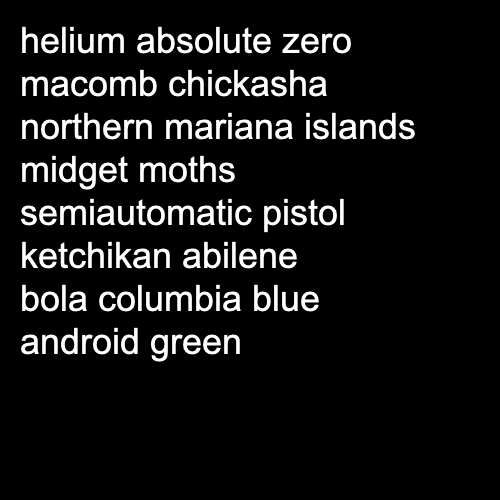 helium absolute zero
macomb chickasha
northern mariana islands
midget moths
semiautomatic pistol
ketchikan abilene
bola columbia blue
android green